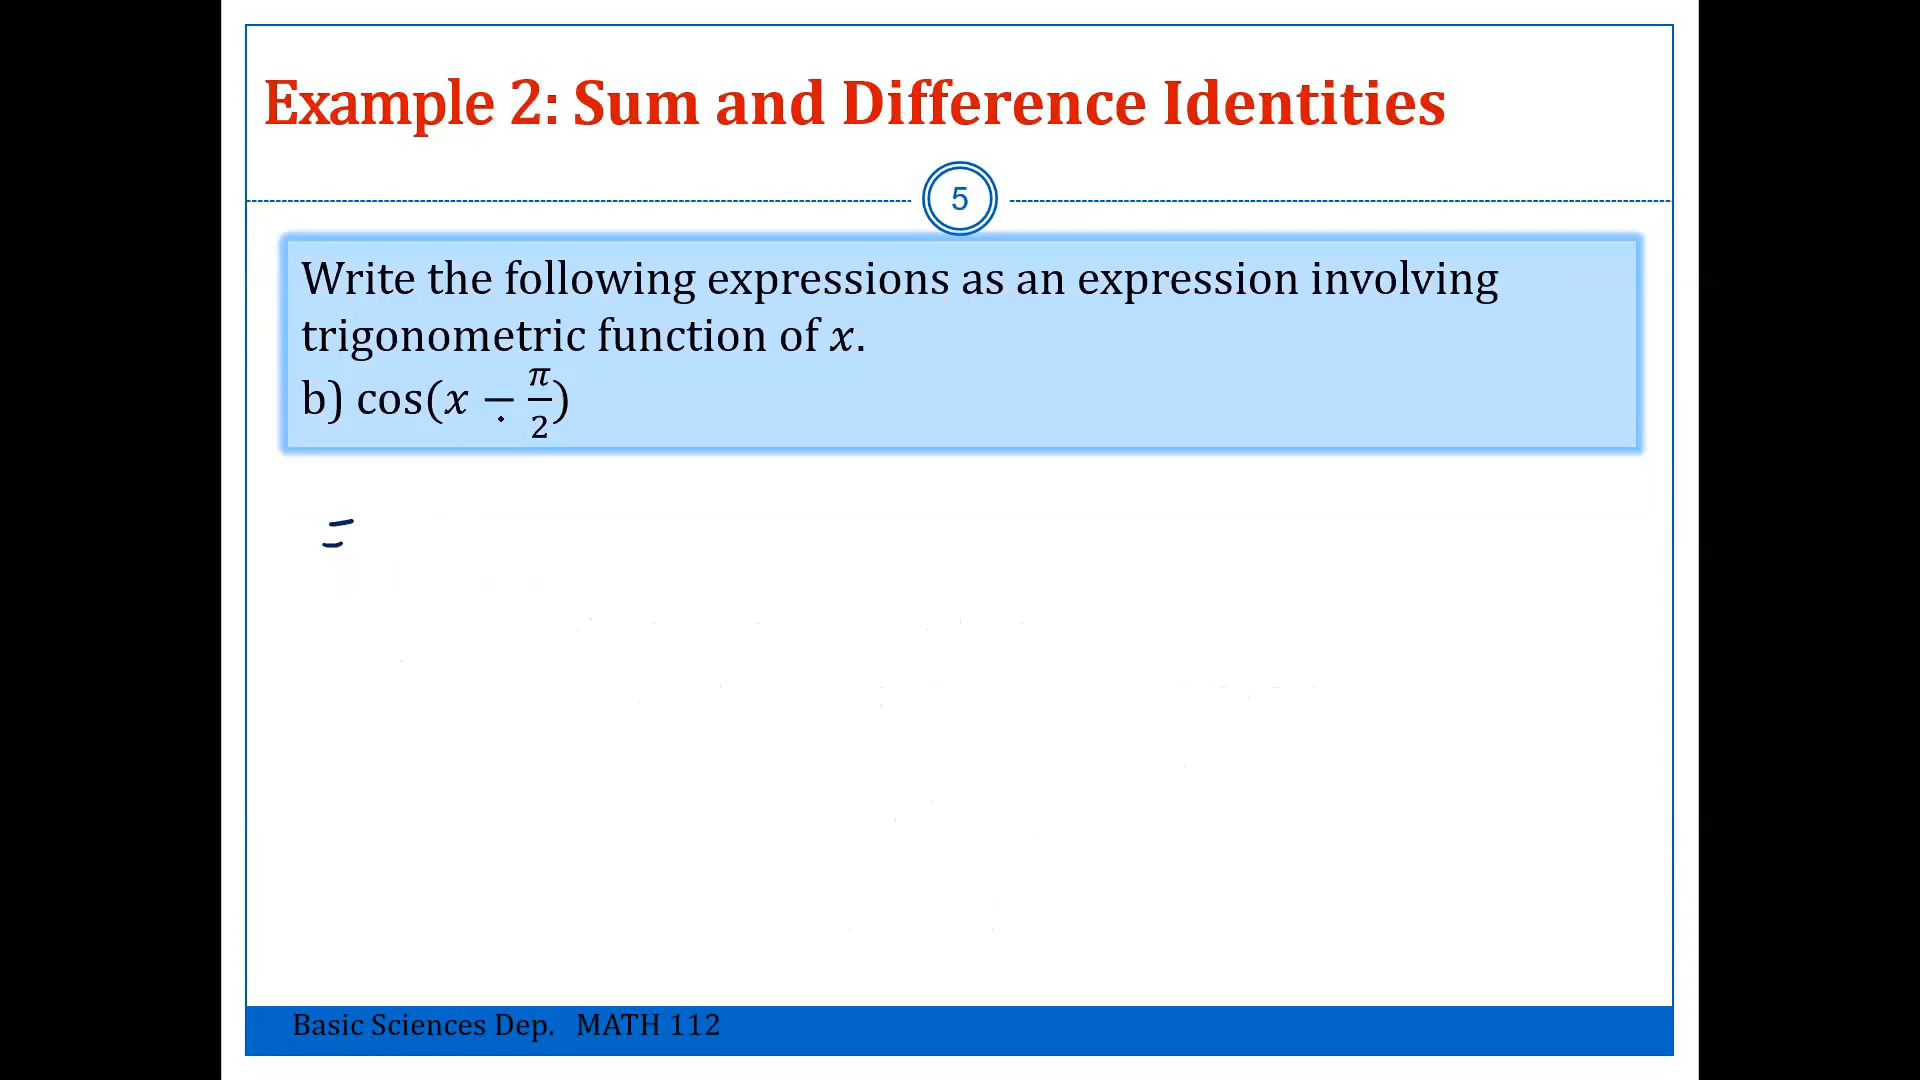 Example 2: Sum and Difference Identities
5
Write the following expressions as an expression involving
trigonometric function of x.
b) cos(x − π/2)
=
Basic Sciences Dep. MATH 112